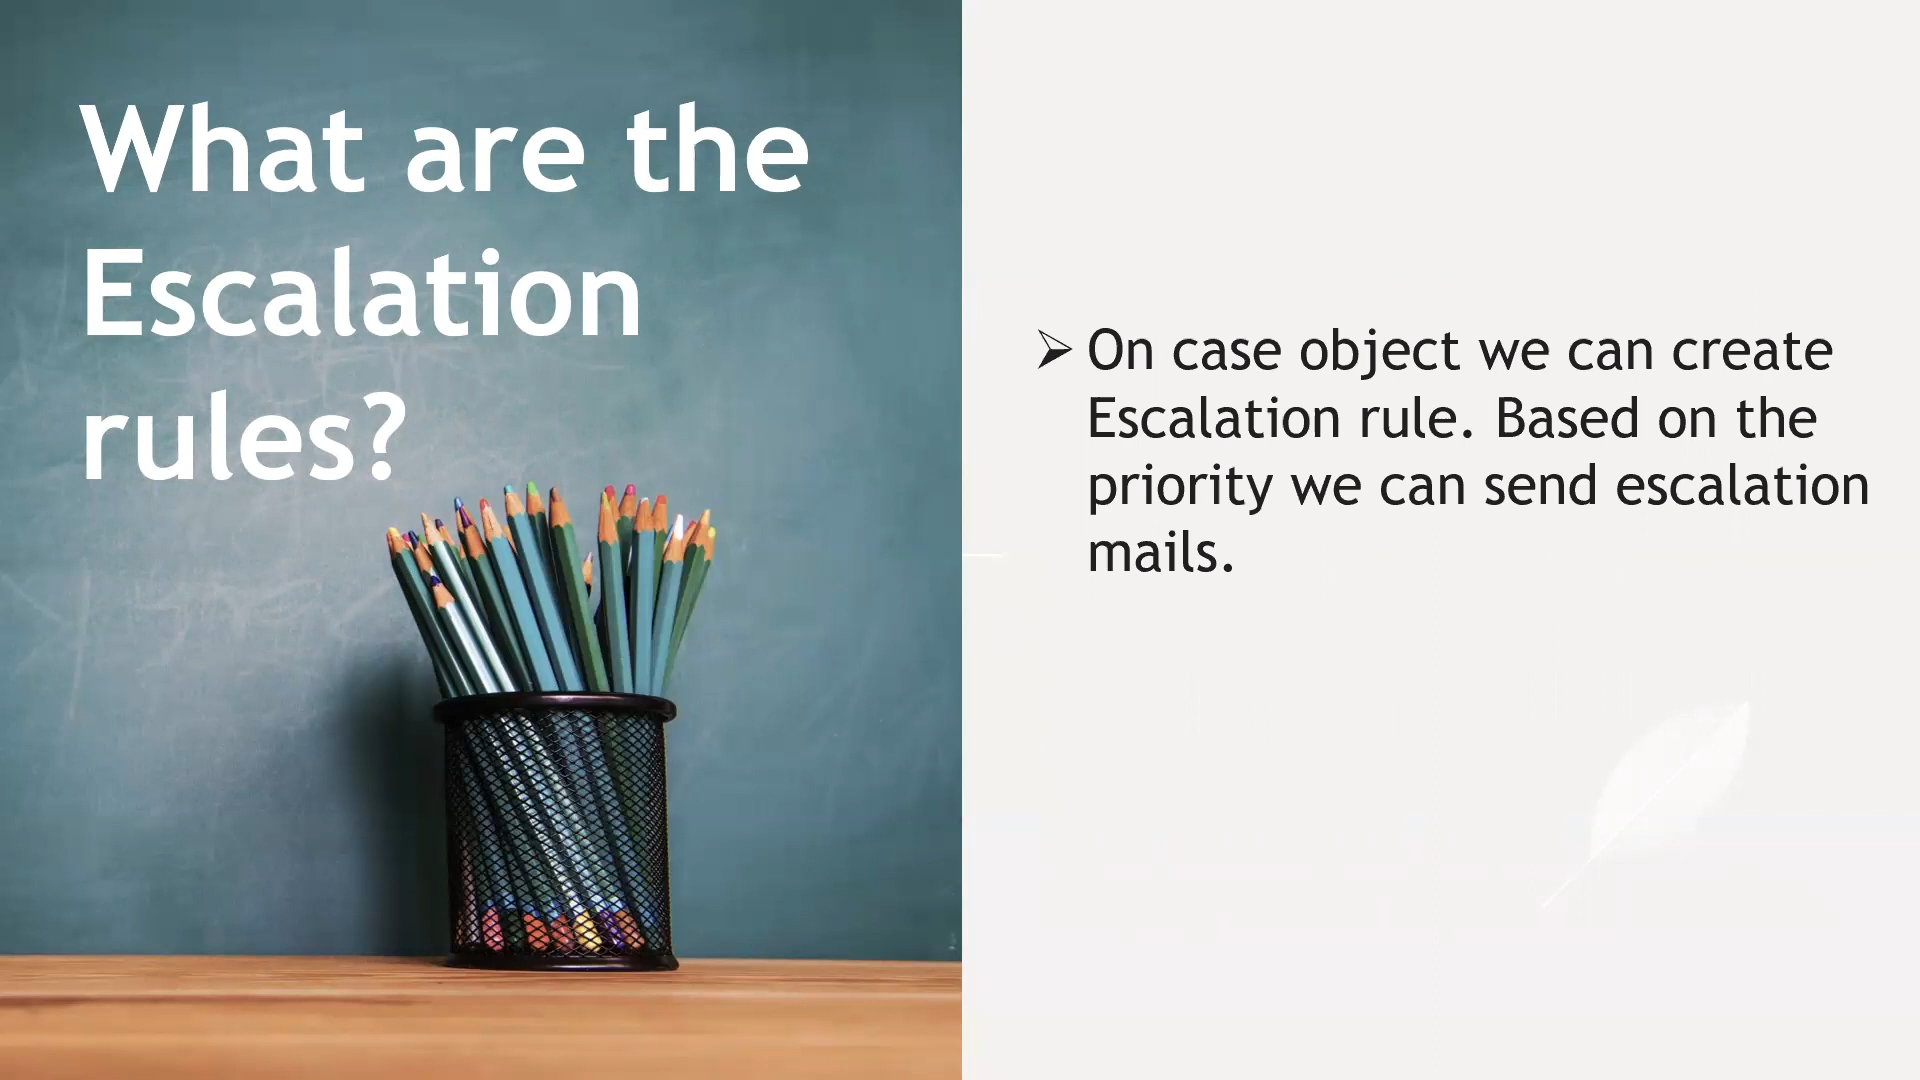 What are the
Escalation
rules?
➢ On case object we can create
Escalation rule. Based on the
priority we can send escalation
mails.